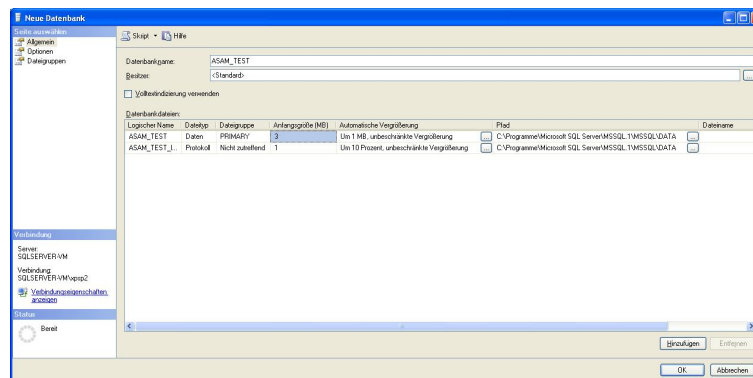 Neue Datenbank
Seite auswählen
Allgemein
Optionen
Dateigruppen
Skript Hilfe
Datenbankname: ASAM_TEST
Besitzer: <Standard> ...
Volltextindizierung verwenden
Datenbankdateien:
Logischer Name Dateityp Dateigruppe Anfangsgröße (MB) Automatische Vergrößerung Pfad Dateiname
ASAM_TEST Daten PRIMARY 3 Um 1 MB, unbeschränkte Vergrößerung ... C:\Programme\Microsoft SQL Server\MSSQL.1\MSSQL\DATA ...
ASAM_TEST_l... Protokoll Nicht zutreffend 1 Um 10 Prozent, unbeschränkte Vergrößerung ... C:\Programme\Microsoft SQL Server\MSSQL.1\MSSQL\DATA ...
Verbindung
Server:
SQLSERVER-VM
Verbindung:
SQLSERVER-VM\xpsp2
Verbindungseigenschaften
anzeigen
Status
Bereit
Hinzufügen Entfernen
OK Abbrechen